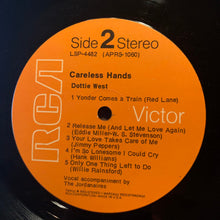 Side 2 Stereo
LSP-4482 (APRS-1060)
Careless Hands
Dottie West
1 Yonder Comes a Train (Red Lane)
2 Release Me (And Let Me Love Again)
(Eddie Miller-W. S. Stevenson)
3 Your Love Takes Care of Me
(Jimmy Peppers)
4 I'm So Lonesome I Could Cry
(Hank Williams)
5 Only One Thing Left to Do
(Willie Rainsford)
Vocal accompaniment by
The Jordanaires
RCA
Victor